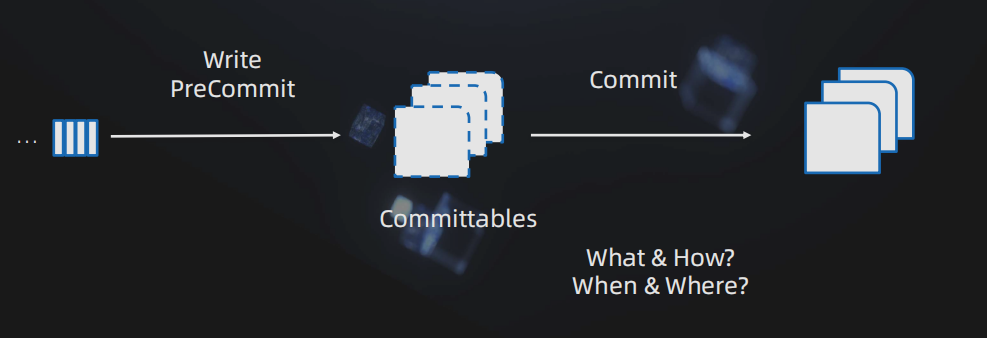 Write
PreCommit
Commit
...
Committables
What & How?
When & Where?